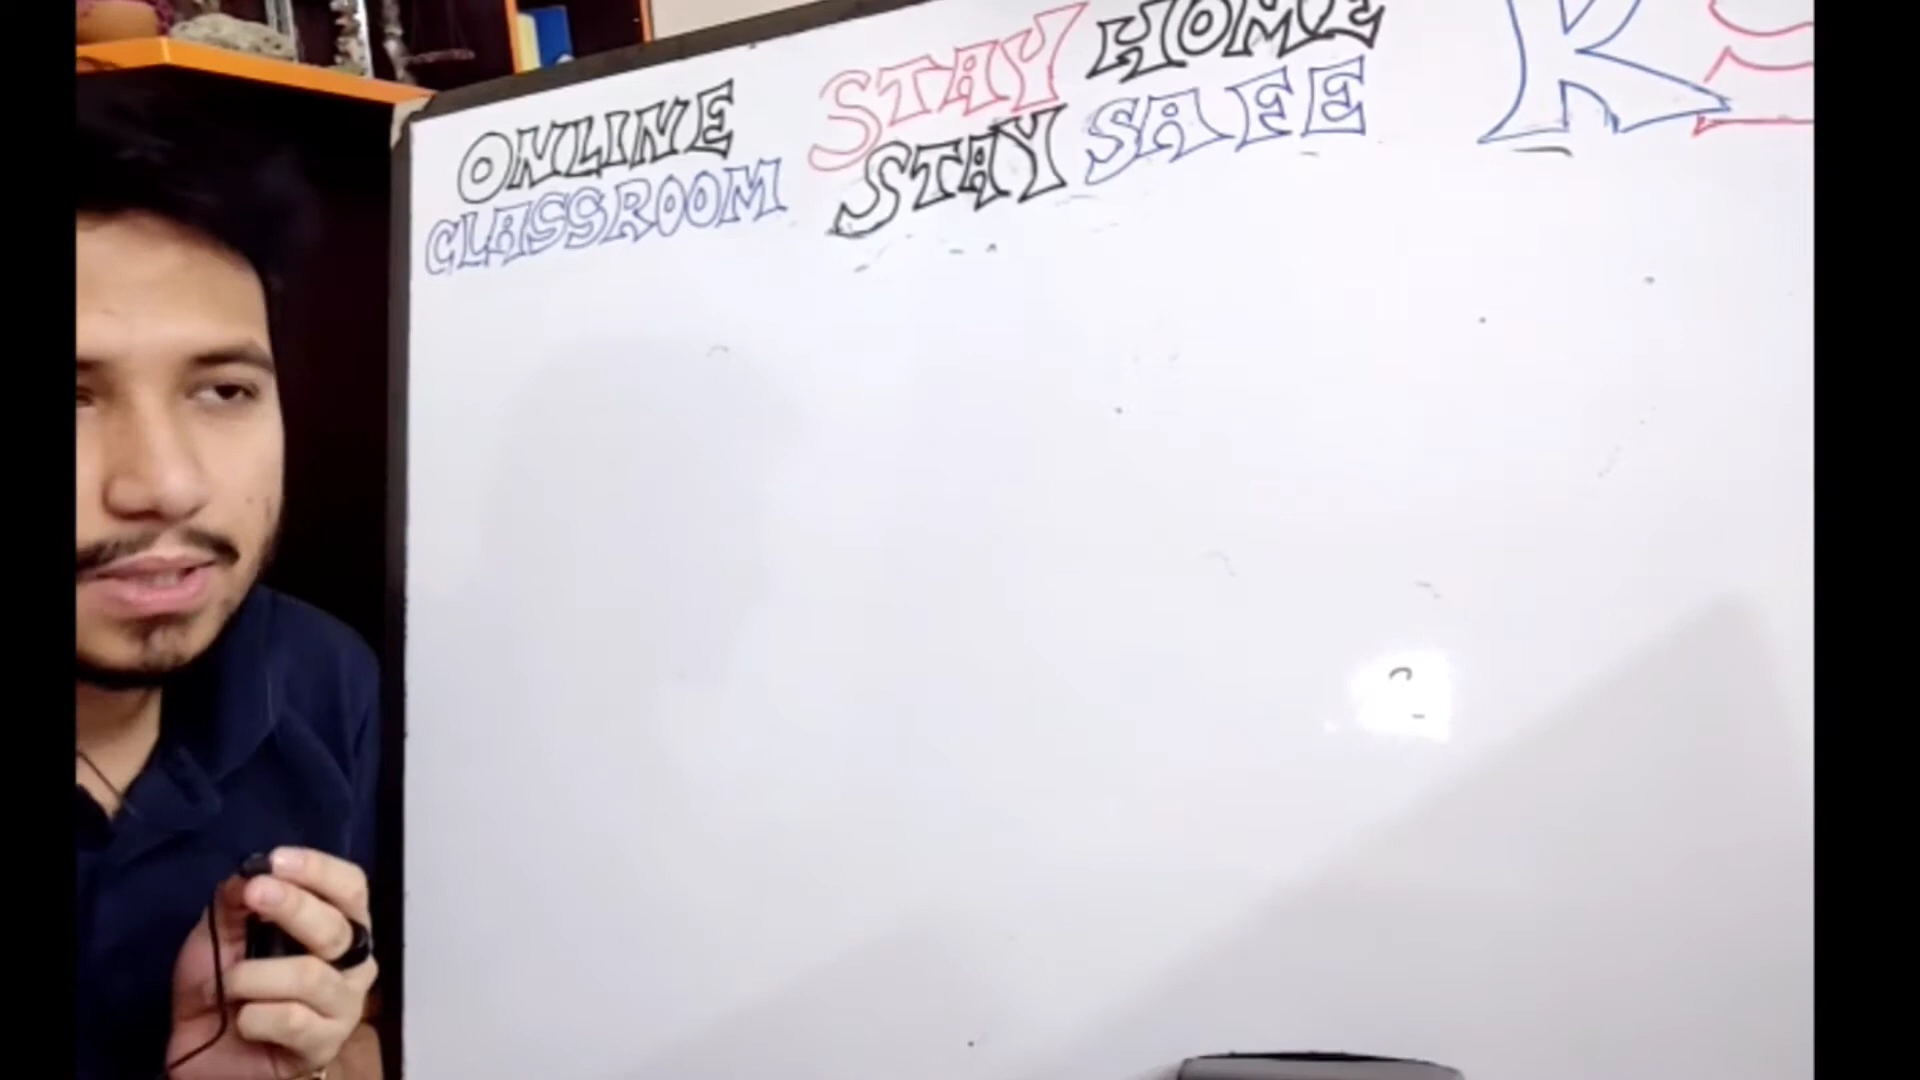 ONLINE
CLASSROOM
STAY HOME
STAY SAFE
K